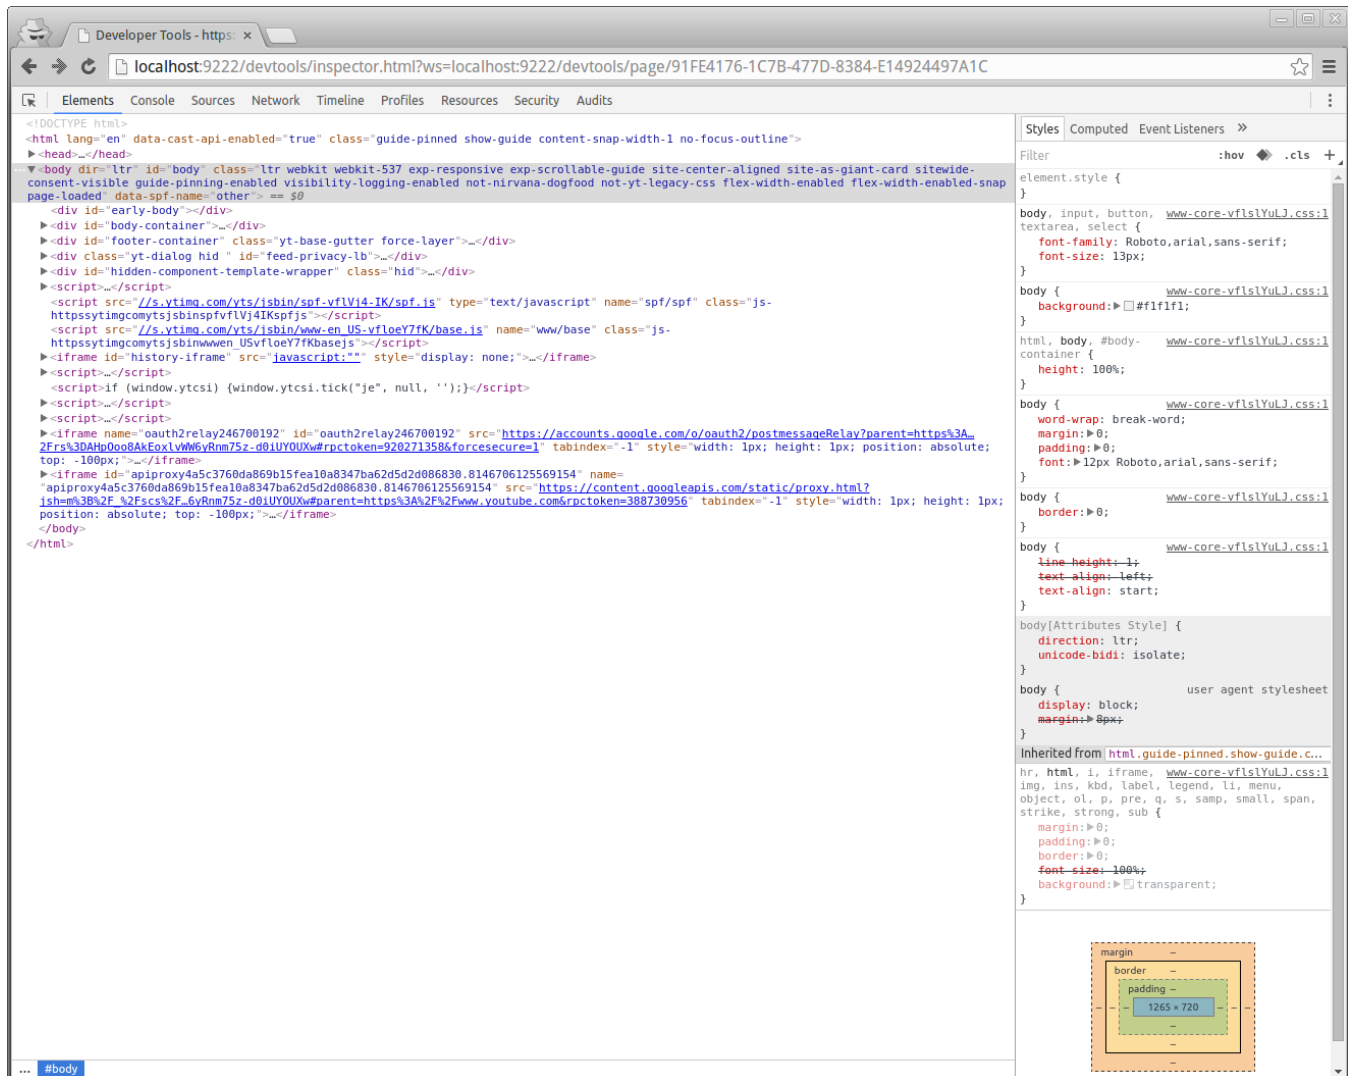 Developer Tools - https:
localhost:9222/devtools/inspector.html?ws=localhost:9222/devtools/page/91FE4176-1C7B-477D-8384-E14924497A1C
Elements Console Sources Network Timeline Profiles Resources Security Audits
<!DOCTYPE html>
<html lang="en" data-cast-api-enabled="true" class="guide-pinned show-guide content-snap-width-1 no-focus-outline">
<head>…</head>
<body dir="ltr" id="body" class="ltr webkit webkit-537 exp-responsive exp-scrollable-guide site-center-aligned site-as-giant-card sitewide-
consent-visible guide-pinning-enabled visibility-logging-enabled not-nirvana-dogfood not-yt-legacy-css flex-width-enabled flex-width-enabled-snap
page-loaded" data-spf-name="other"> == $0
<div id="early-body"></div>
<div id="body-container">…</div>
<div id="footer-container" class="yt-base-gutter force-layer">…</div>
<div class="yt-dialog hid " id="feed-privacy-lb">…</div>
<div id="hidden-component-template-wrapper" class="hid">…</div>
<script>…</script>
<script src="//s.ytimg.com/yts/jsbin/spf-vflVj4-IK/spf.js" type="text/javascript" name="spf/spf" class="js-
httpssytimgcomytsjsbinspfvflVj4IKspfjs"></script>
<script src="//s.ytimg.com/yts/jsbin/www-en_US-vfloeY7fK/base.js" name="www/base" class="js-
httpssytimgcomytsjsbinwwwen_USvfloeY7fKbasejs"></script>
<iframe id="history-iframe" src="javascript:""" style="display: none;">…</iframe>
<script>…</script>
<script>if (window.ytcsi) {window.ytcsi.tick("je", null, '');}</script>
<script>…</script>
<script>…</script>
<iframe name="oauth2relay246700192" id="oauth2relay246700192" src="https://accounts.google.com/o/oauth2/postmessageRelay?parent=https%3A…
2Frs%3DAHpOoo8AkEoxlvWW6yRnm75z-d0iUYOUXw#rpctoken=920271358&forcesecure=1" tabindex="-1" style="width: 1px; height: 1px; position: absolute;
top: -100px;">…</iframe>
<iframe id="apiproxy4a5c3760da869b15fea10a8347ba62d5d2d086830.8146706125569154" name=
"apiproxy4a5c3760da869b15fea10a8347ba62d5d2d086830.8146706125569154" src="https://content.googleapis.com/static/proxy.html?
jsh=m%3B%2F_%2Fscs%2F…6yRnm75z-d0iUYOUXw#parent=https%3A%2F%2Fwww.youtube.com&rpctoken=388730956" tabindex="-1" style="width: 1px; height: 1px;
position: absolute; top: -100px;">…</iframe>
</body>
</html>
... #body
Styles Computed Event Listeners »
Filter :hov .cls +
element.style {
}
body, input, button, www-core-vflslYuLJ.css:1
textarea, select {
font-family: Roboto,arial,sans-serif;
font-size: 13px;
}
body { www-core-vflslYuLJ.css:1
background: #f1f1f1;
}
html, body, #body- www-core-vflslYuLJ.css:1
container {
height: 100%;
}
body { www-core-vflslYuLJ.css:1
word-wrap: break-word;
margin: 0;
padding: 0;
font: 12px Roboto,arial,sans-serif;
}
body { www-core-vflslYuLJ.css:1
border: 0;
}
body { www-core-vflslYuLJ.css:1
line-height: 1;
text-align: left;
text-align: start;
}
body[Attributes Style] {
direction: ltr;
unicode-bidi: isolate;
}
body { user agent stylesheet
display: block;
margin: 8px;
}
Inherited from html.guide-pinned.show-guide.c…
hr, html, i, iframe, www-core-vflslYuLJ.css:1
img, ins, kbd, label, legend, li, menu,
object, ol, p, pre, q, s, samp, small, span,
strike, strong, sub {
margin: 0;
padding: 0;
border: 0;
font-size: 100%;
background: transparent;
}
margin –
border –
padding –
– – – 1265 × 720 – – –
–
–
–